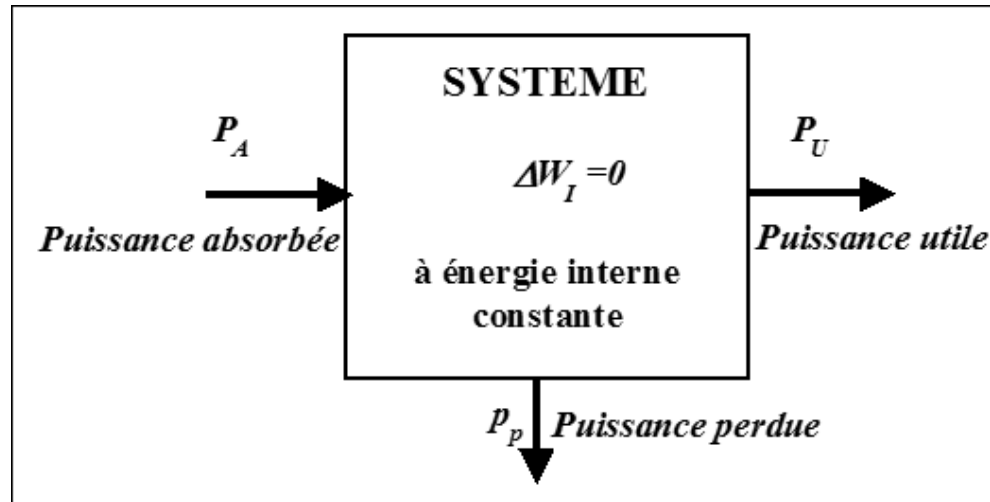 SYSTEME
P_A
P_U
ΔW_I =0
Puissance absorbée
Puissance utile
à énergie interne
constante
p_p
Puissance perdue